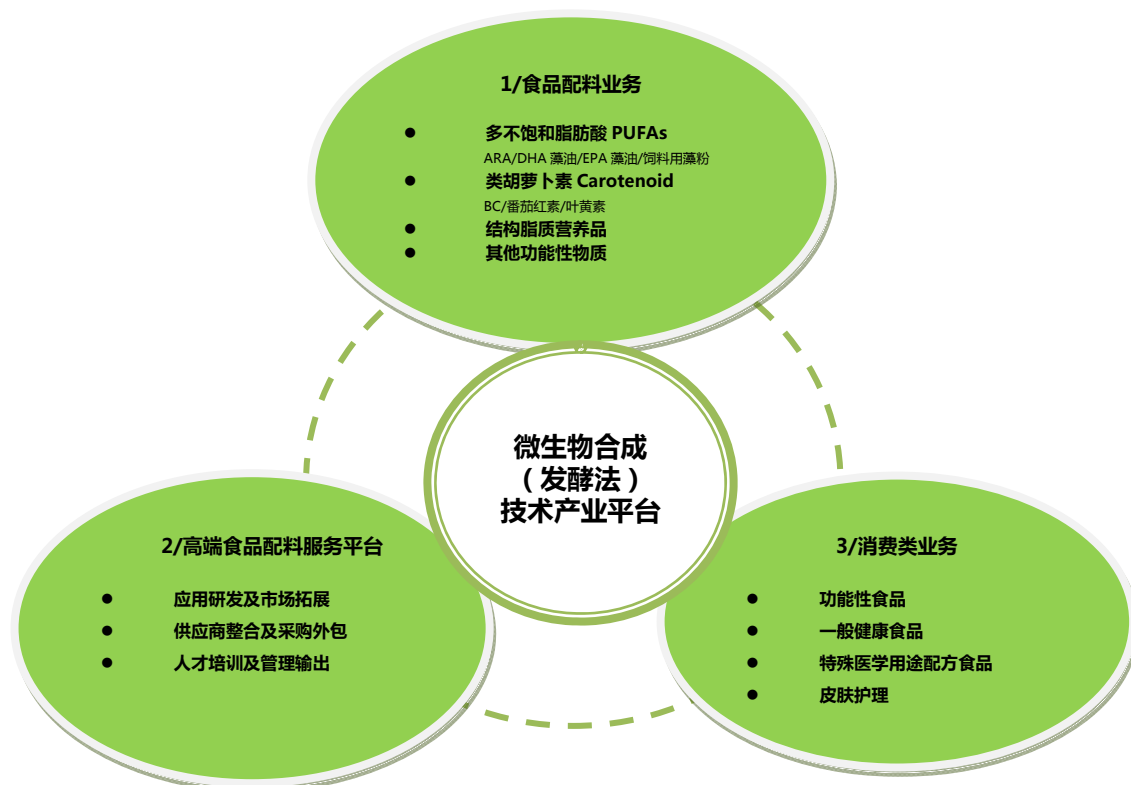 1/食品配料业务
● 多不饱和脂肪酸 PUFAs
ARA/DHA 藻油/EPA 藻油/饲料用藻粉
● 类胡萝卜素 Carotenoid
BC/番茄红素/叶黄素
● 结构脂质营养品
● 其他功能性物质
微生物合成
（发酵法）
技术产业平台
2/高端食品配料服务平台
● 应用研发及市场拓展
● 供应商整合及采购外包
● 人才培训及管理输出
3/消费类业务
● 功能性食品
● 一般健康食品
● 特殊医学用途配方食品
● 皮肤护理